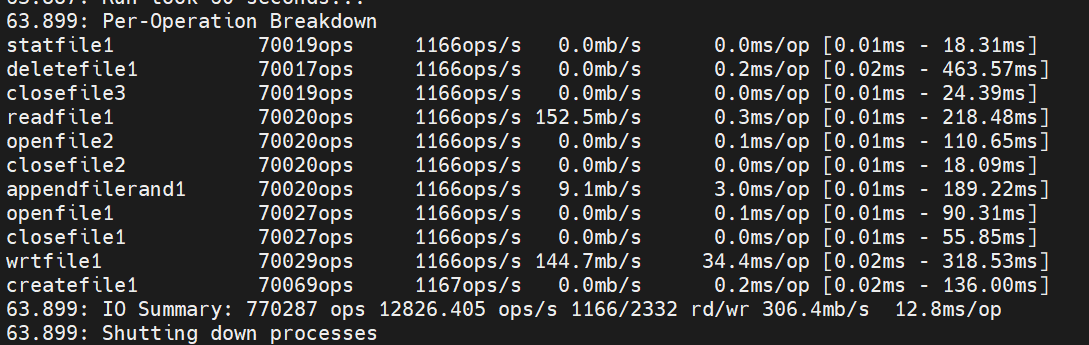 63.887: Run took 60 seconds...
63.899: Per-Operation Breakdown
statfile1            70019ops     1166ops/s   0.0mb/s      0.0ms/op [0.01ms - 18.31ms]
deletefile1          70017ops     1166ops/s   0.0mb/s      0.2ms/op [0.02ms - 463.57ms]
closefile3           70019ops     1166ops/s   0.0mb/s      0.0ms/op [0.01ms - 24.39ms]
readfile1            70020ops     1166ops/s 152.5mb/s      0.3ms/op [0.01ms - 218.48ms]
openfile2            70020ops     1166ops/s   0.0mb/s      0.1ms/op [0.01ms - 110.65ms]
closefile2           70020ops     1166ops/s   0.0mb/s      0.0ms/op [0.01ms - 18.09ms]
appendfilerand1      70020ops     1166ops/s   9.1mb/s      3.0ms/op [0.01ms - 189.22ms]
openfile1            70027ops     1166ops/s   0.0mb/s      0.1ms/op [0.01ms - 90.31ms]
closefile1           70027ops     1166ops/s   0.0mb/s      0.0ms/op [0.01ms - 55.85ms]
wrtfile1             70029ops     1166ops/s 144.7mb/s     34.4ms/op [0.02ms - 318.53ms]
createfile1          70069ops     1167ops/s   0.0mb/s      0.2ms/op [0.02ms - 136.00ms]
63.899: IO Summary: 770287 ops 12826.405 ops/s 1166/2332 rd/wr 306.4mb/s  12.8ms/op
63.899: Shutting down processes